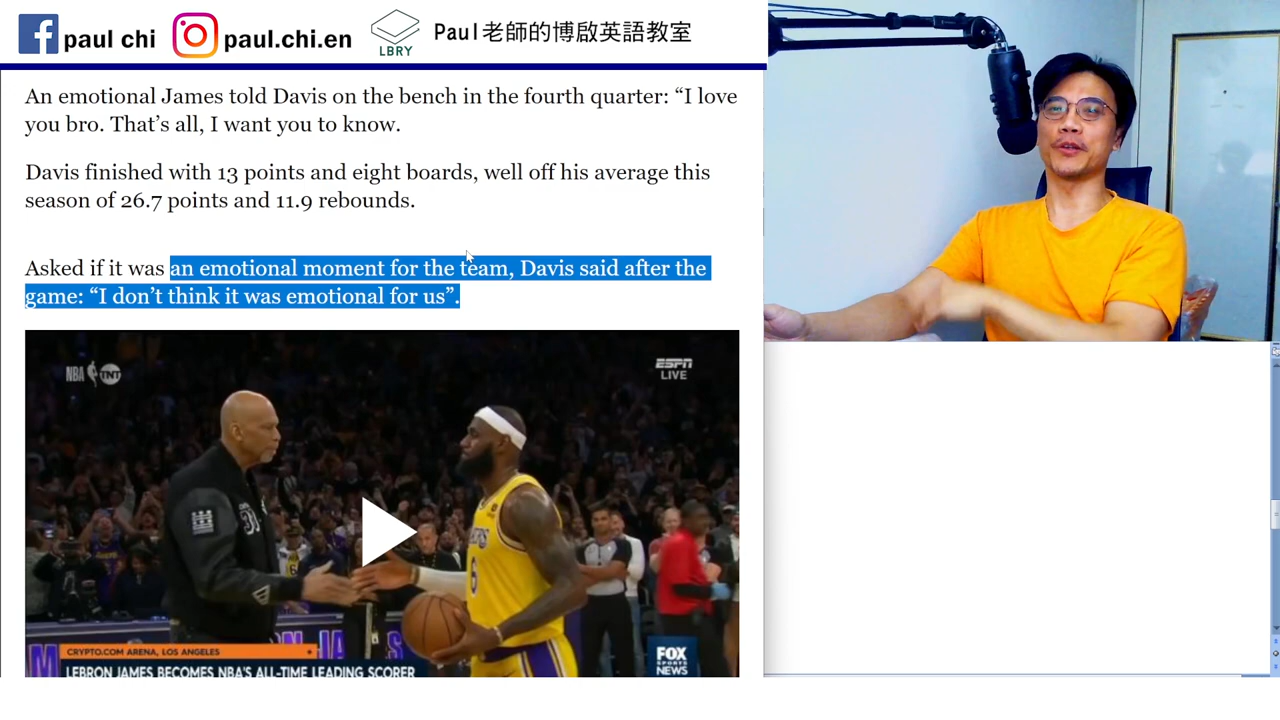 paul chi
paul.chi.en
LBRY
Paul老師的博啟英語教室
An emotional James told Davis on the bench in the fourth quarter: “I love
you bro. That’s all, I want you to know.
Davis finished with 13 points and eight boards, well off his average this
season of 26.7 points and 11.9 rebounds.
Asked if it was an emotional moment for the team, Davis said after the
game: “I don’t think it was emotional for us”.
NBA
TNT
ESPN
LIVE
6
CRYPTO.COM ARENA, LOS ANGELES
LEBRON JAMES BECOMES NBA'S ALL-TIME LEADING SCORER
FOX
SPORTS
NEWS